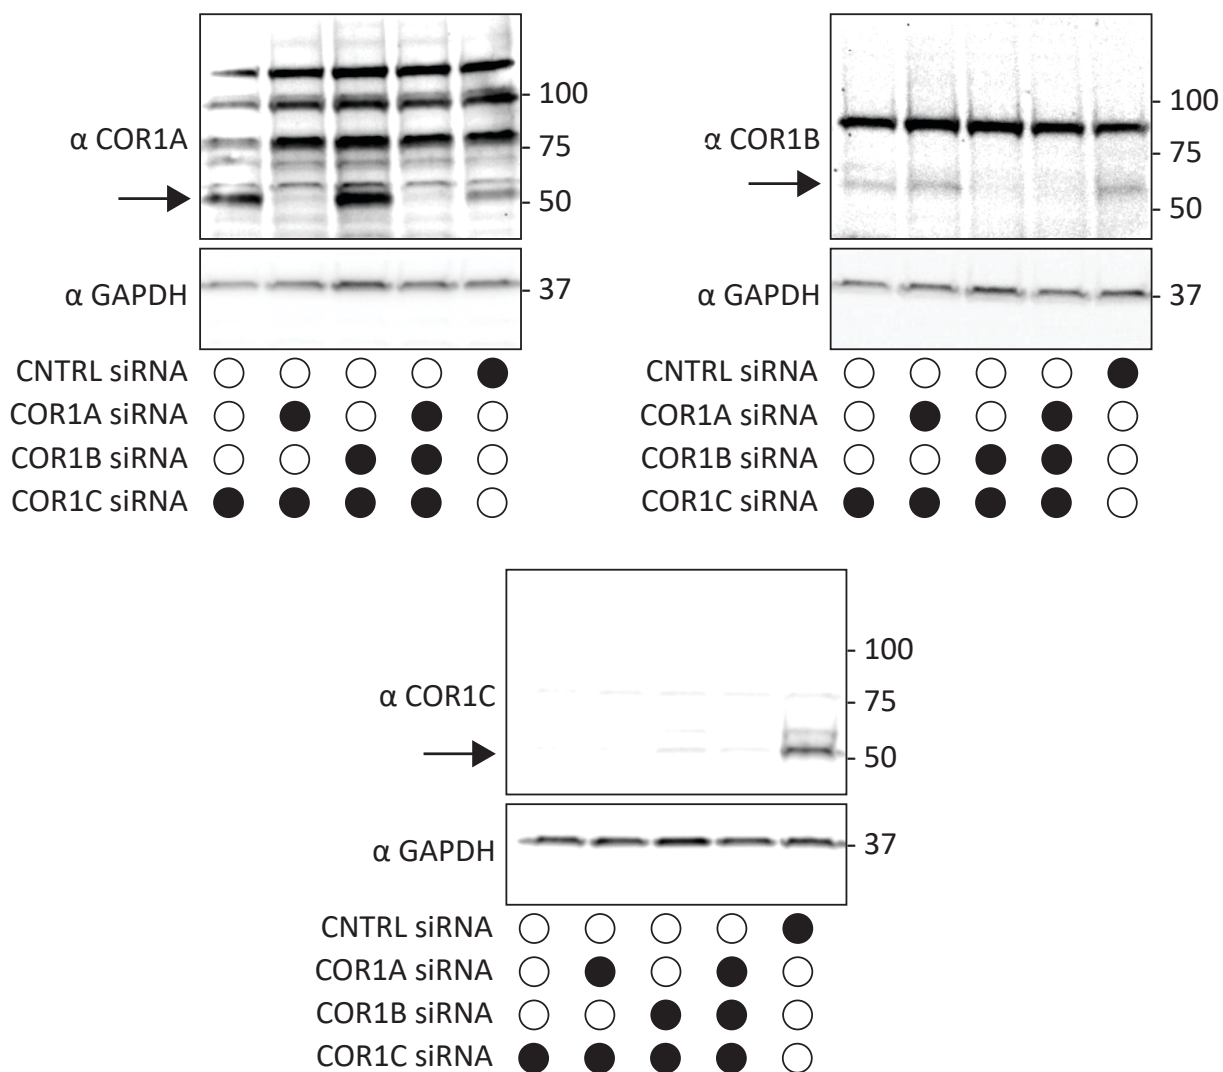 α COR1A
- 100
- 75
- 50
α GAPDH
- 37
CNTRL siRNA
COR1A siRNA
COR1B siRNA
COR1C siRNA
α COR1B
- 100
- 75
- 50
α GAPDH
- 37
CNTRL siRNA
COR1A siRNA
COR1B siRNA
COR1C siRNA
α COR1C
- 100
- 75
- 50
α GAPDH
- 37
CNTRL siRNA
COR1A siRNA
COR1B siRNA
COR1C siRNA